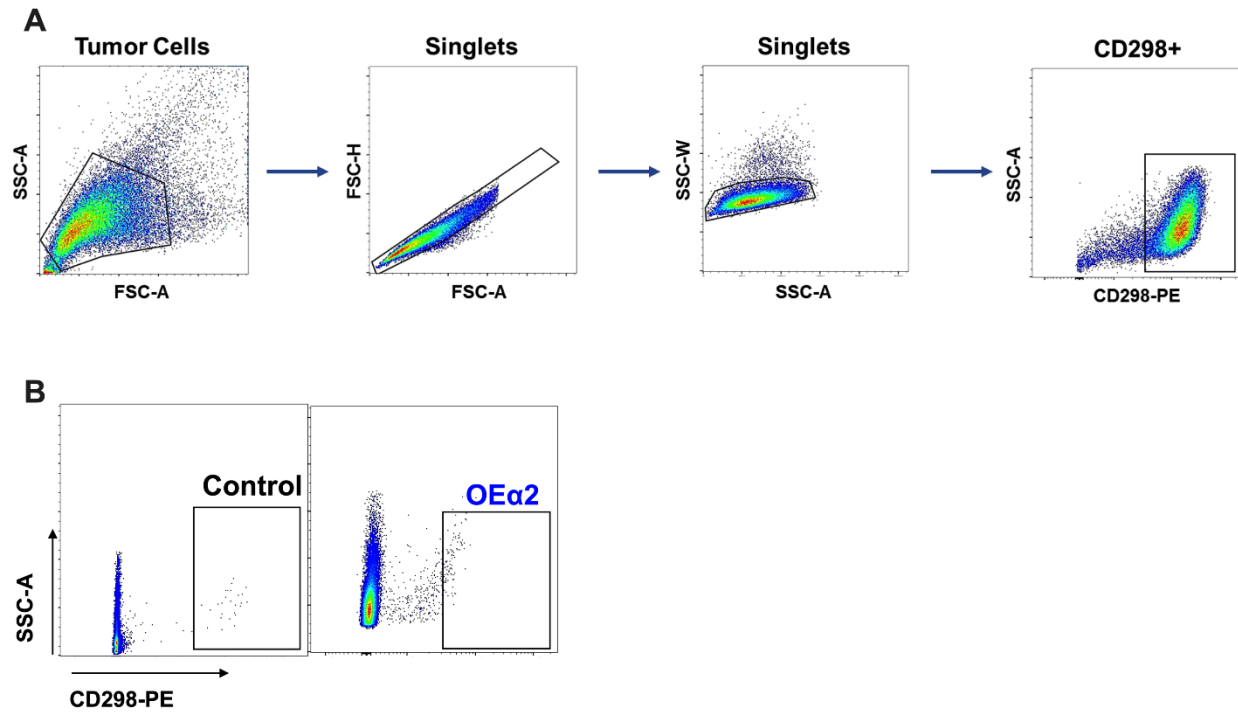 A
Tumor Cells
Singlets
Singlets
CD298+
SSC-A
FSC-A
FSC-H
FSC-A
SSC-W
SSC-A
SSC-A
CD298-PE
B
Control
OEα2
SSC-A
CD298-PE